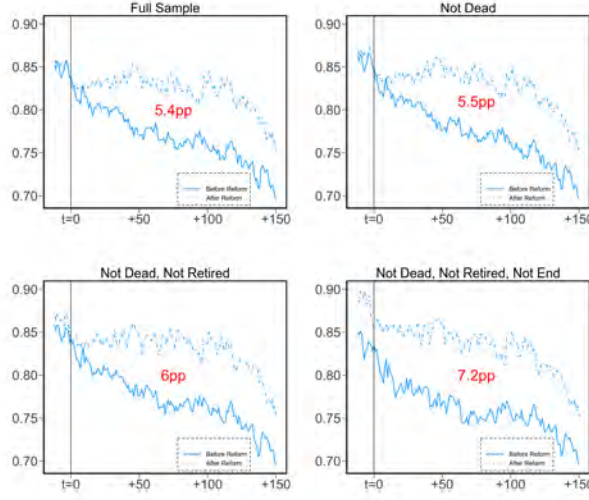 Full Sample
0.90
0.85
0.80
0.75
0.70
5.4pp
Before Reform
After Reform
t=0 +50 +100 +150
Not Dead
0.90
0.85
0.80
0.75
0.70
5.5pp
Before Reform
After Reform
t=0 +50 +100 +150
Not Dead, Not Retired
0.90
0.85
0.80
0.75
0.70
6pp
Before Reform
After Reform
t=0 +50 +100 +150
Not Dead, Not Retired, Not End
0.90
0.85
0.80
0.75
0.70
7.2pp
Before Reform
After Reform
t=0 +50 +100 +150